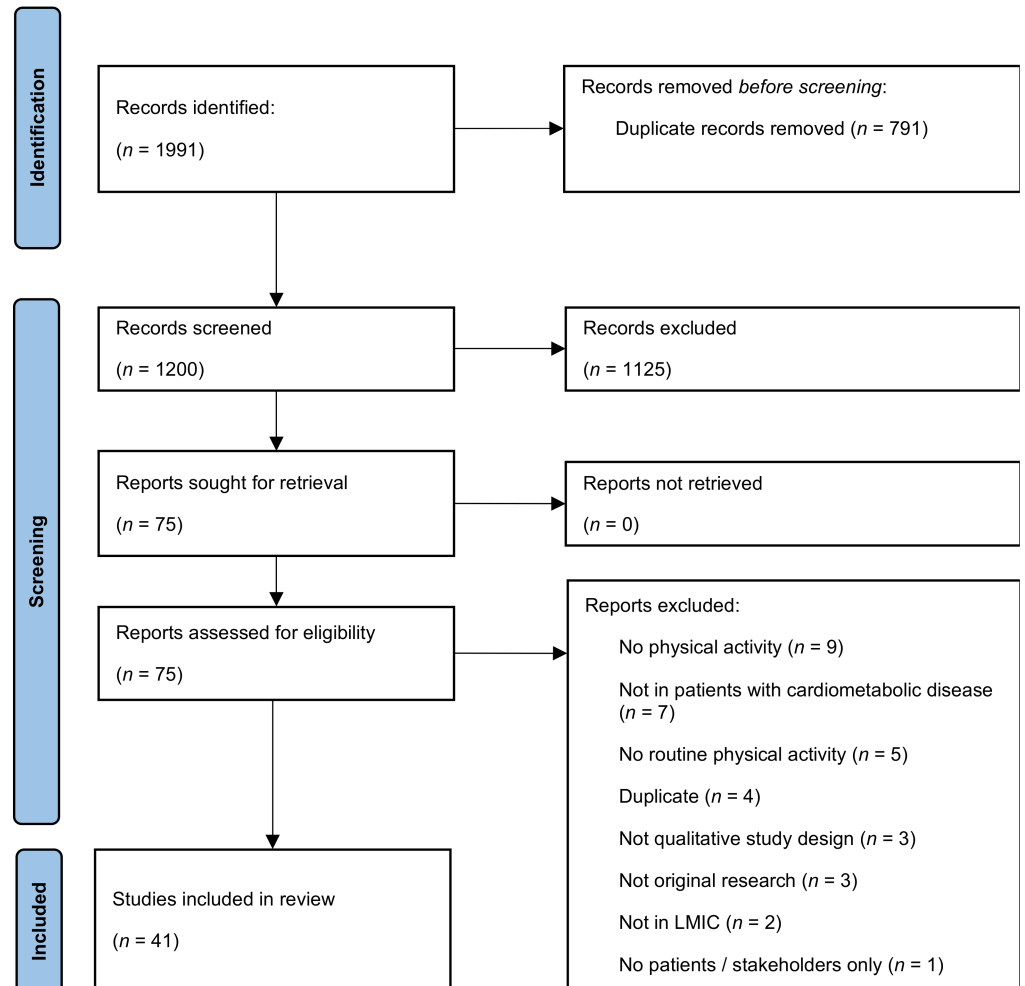 Identification
Records identified:
(n = 1991)
Records removed before screening:
Duplicate records removed (n = 791)
Screening
Records screened
(n = 1200)
Records excluded
(n = 1125)
Reports sought for retrieval
(n = 75)
Reports not retrieved
(n = 0)
Reports assessed for eligibility
(n = 75)
Reports excluded:
No physical activity (n = 9)
Not in patients with cardiometabolic disease
(n = 7)
No routine physical activity (n = 5)
Duplicate (n = 4)
Not qualitative study design (n = 3)
Not original research (n = 3)
Not in LMIC (n = 2)
No patients / stakeholders only (n = 1)
Included
Studies included in review
(n = 41)